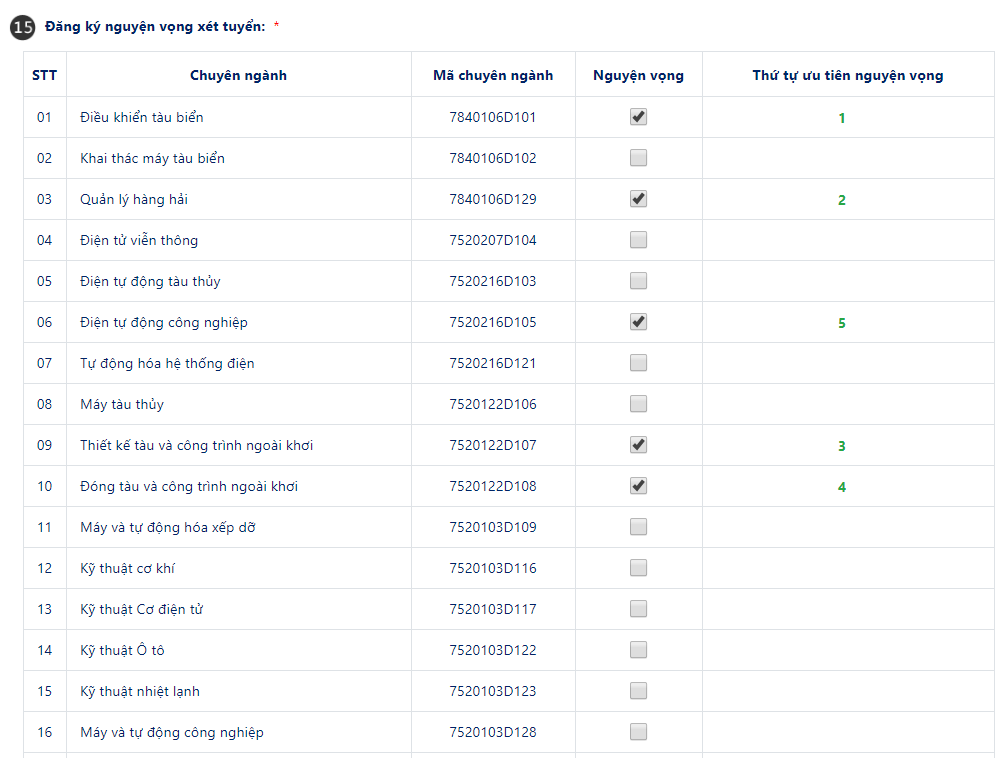 15 Đăng ký nguyện vọng xét tuyển: *
STT Chuyên ngành Mã chuyên ngành Nguyện vọng Thứ tự ưu tiên nguyện vọng
01 Điều khiển tàu biển 7840106D101 1
02 Khai thác máy tàu biển 7840106D102
03 Quản lý hàng hải 7840106D129 2
04 Điện tử viễn thông 7520207D104
05 Điện tự động tàu thủy 7520216D103
06 Điện tự động công nghiệp 7520216D105 5
07 Tự động hóa hệ thống điện 7520216D121
08 Máy tàu thủy 7520122D106
09 Thiết kế tàu và công trình ngoài khơi 7520122D107 3
10 Đóng tàu và công trình ngoài khơi 7520122D108 4
11 Máy và tự động hóa xếp dỡ 7520103D109
12 Kỹ thuật cơ khí 7520103D116
13 Kỹ thuật Cơ điện tử 7520103D117
14 Kỹ thuật Ô tô 7520103D122
15 Kỹ thuật nhiệt lạnh 7520103D123
16 Máy và tự động công nghiệp 7520103D128